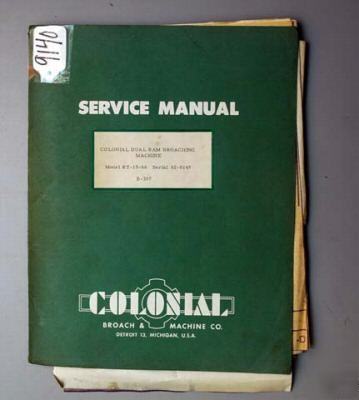 9140
SERVICE MANUAL
COLONIAL DUAL RAM BROACHING
MACHINE
COLONIAL
BROACH & MACHINE CO.
DETROIT 13, MICHIGAN, U.S.A.